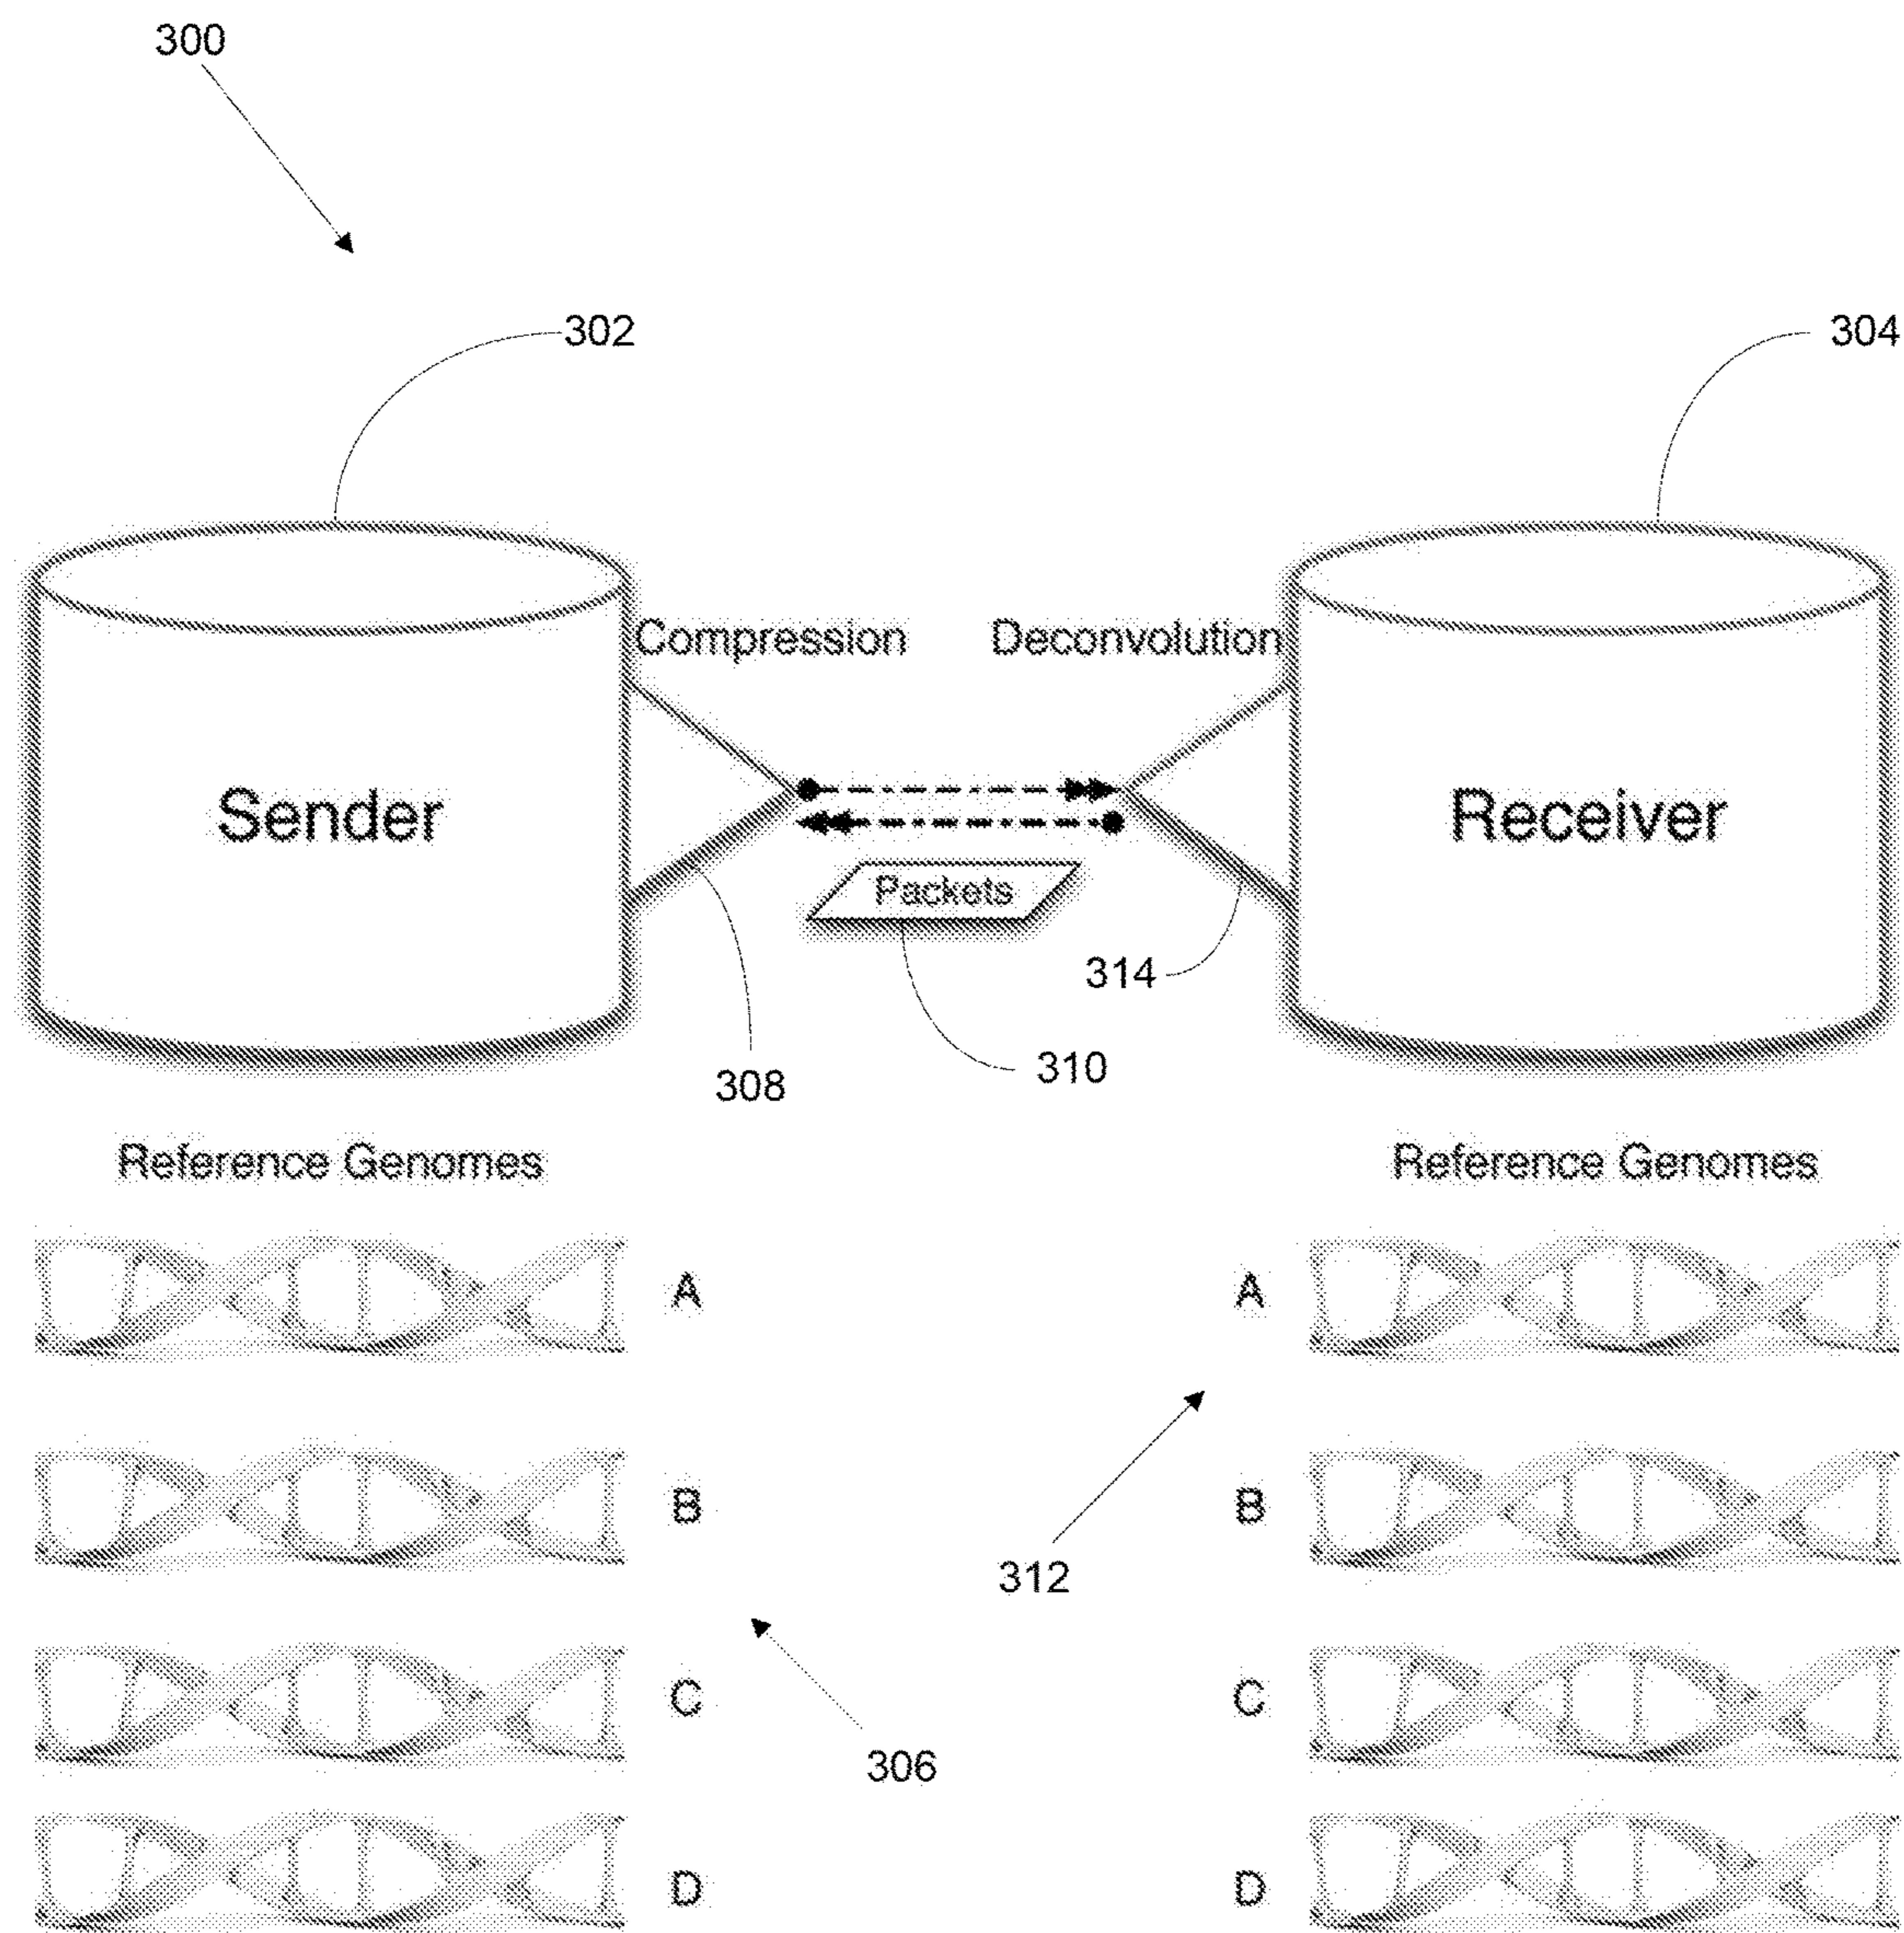 300
302
304
Compression Deconvolution
Sender
Receiver
Packets
314
308
310
Reference Genomes
Reference Genomes
A
A
B
B
312
C
C
306
D
D